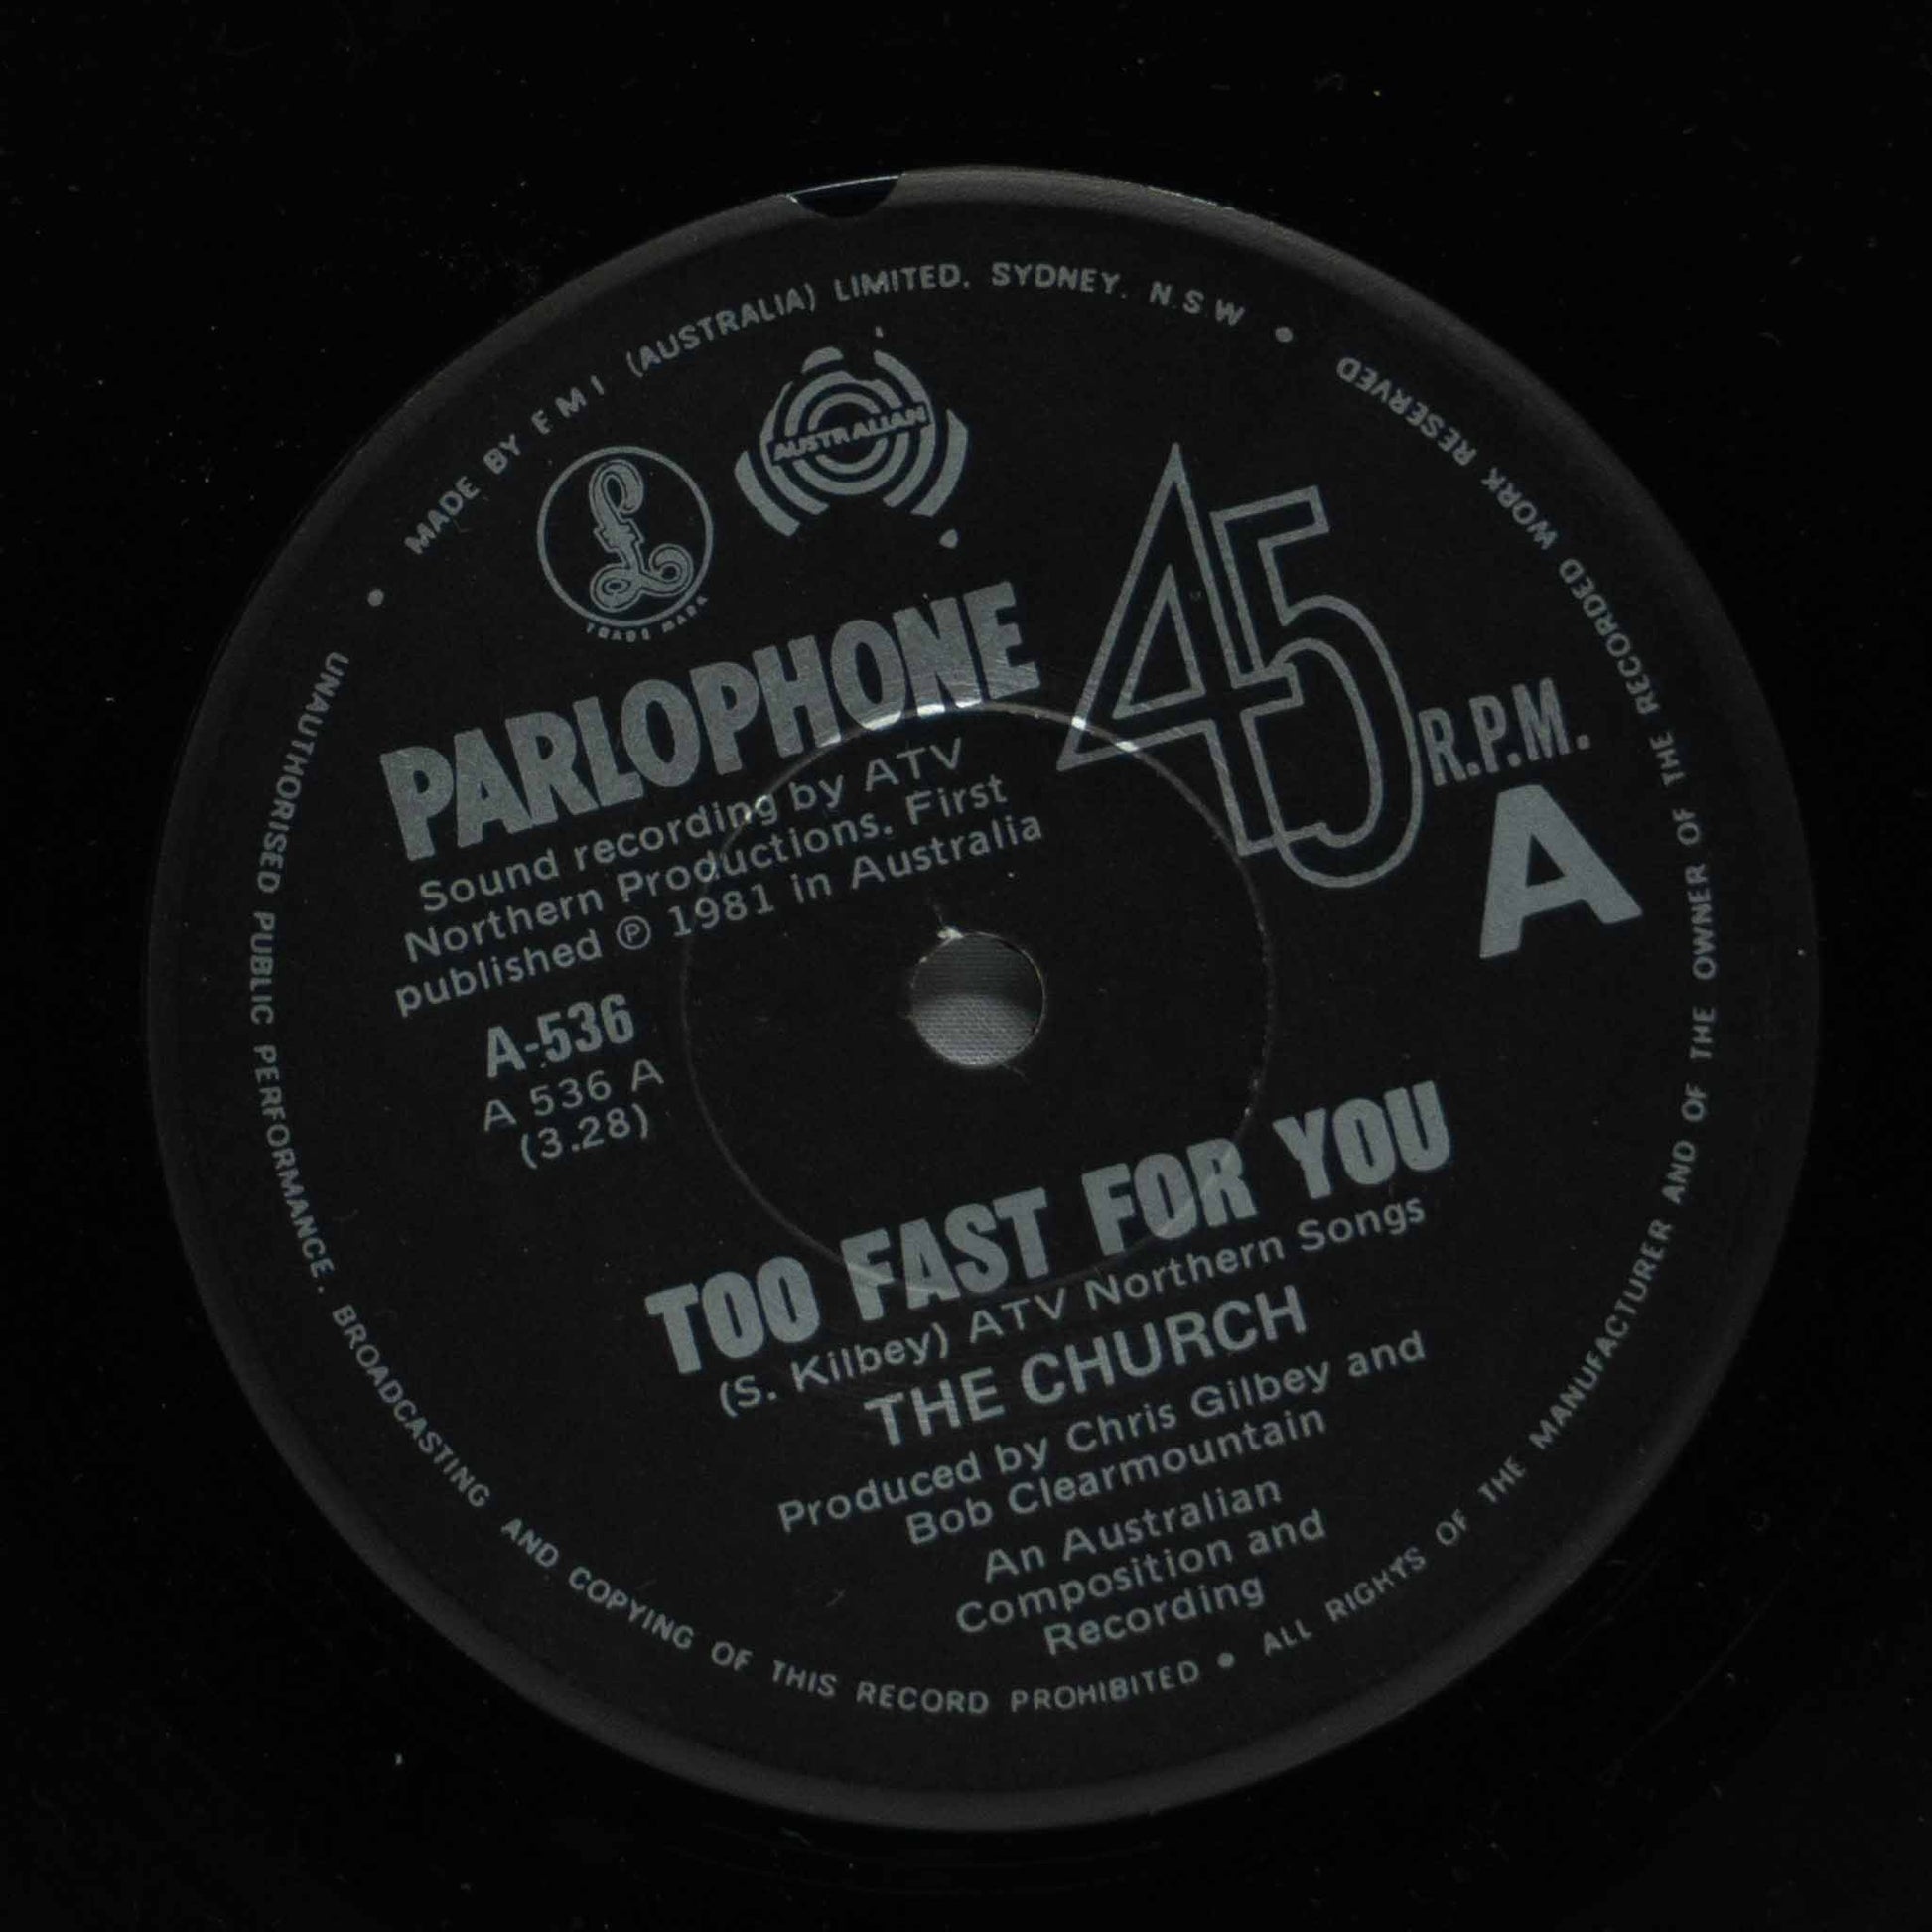 MADE BY E M I (AUSTRALIA) LIMITED. SYDNEY. N.S.W •
AUSTRALIAN
£
TRADE MARK
PARLOPHONE
45 R.P.M.
A
Sound recording by ATV
Northern Productions. First
published ℗ 1981 in Australia
A-536
A 536 A
(3.28)
TOO FAST FOR YOU
(S. Kilbey) ATV Northern Songs
THE CHURCH
Produced by Chris Gilbey and
Bob Clearmountain
An Australian
Composition and
Recording
• UNAUTHORISED PUBLIC PERFORMANCE. BROADCASTING AND COPYING OF THIS RECORD PROHIBITED •
ALL RIGHTS OF THE MANUFACTURER AND OF THE OWNER OF THE RECORDED WORK RESERVED